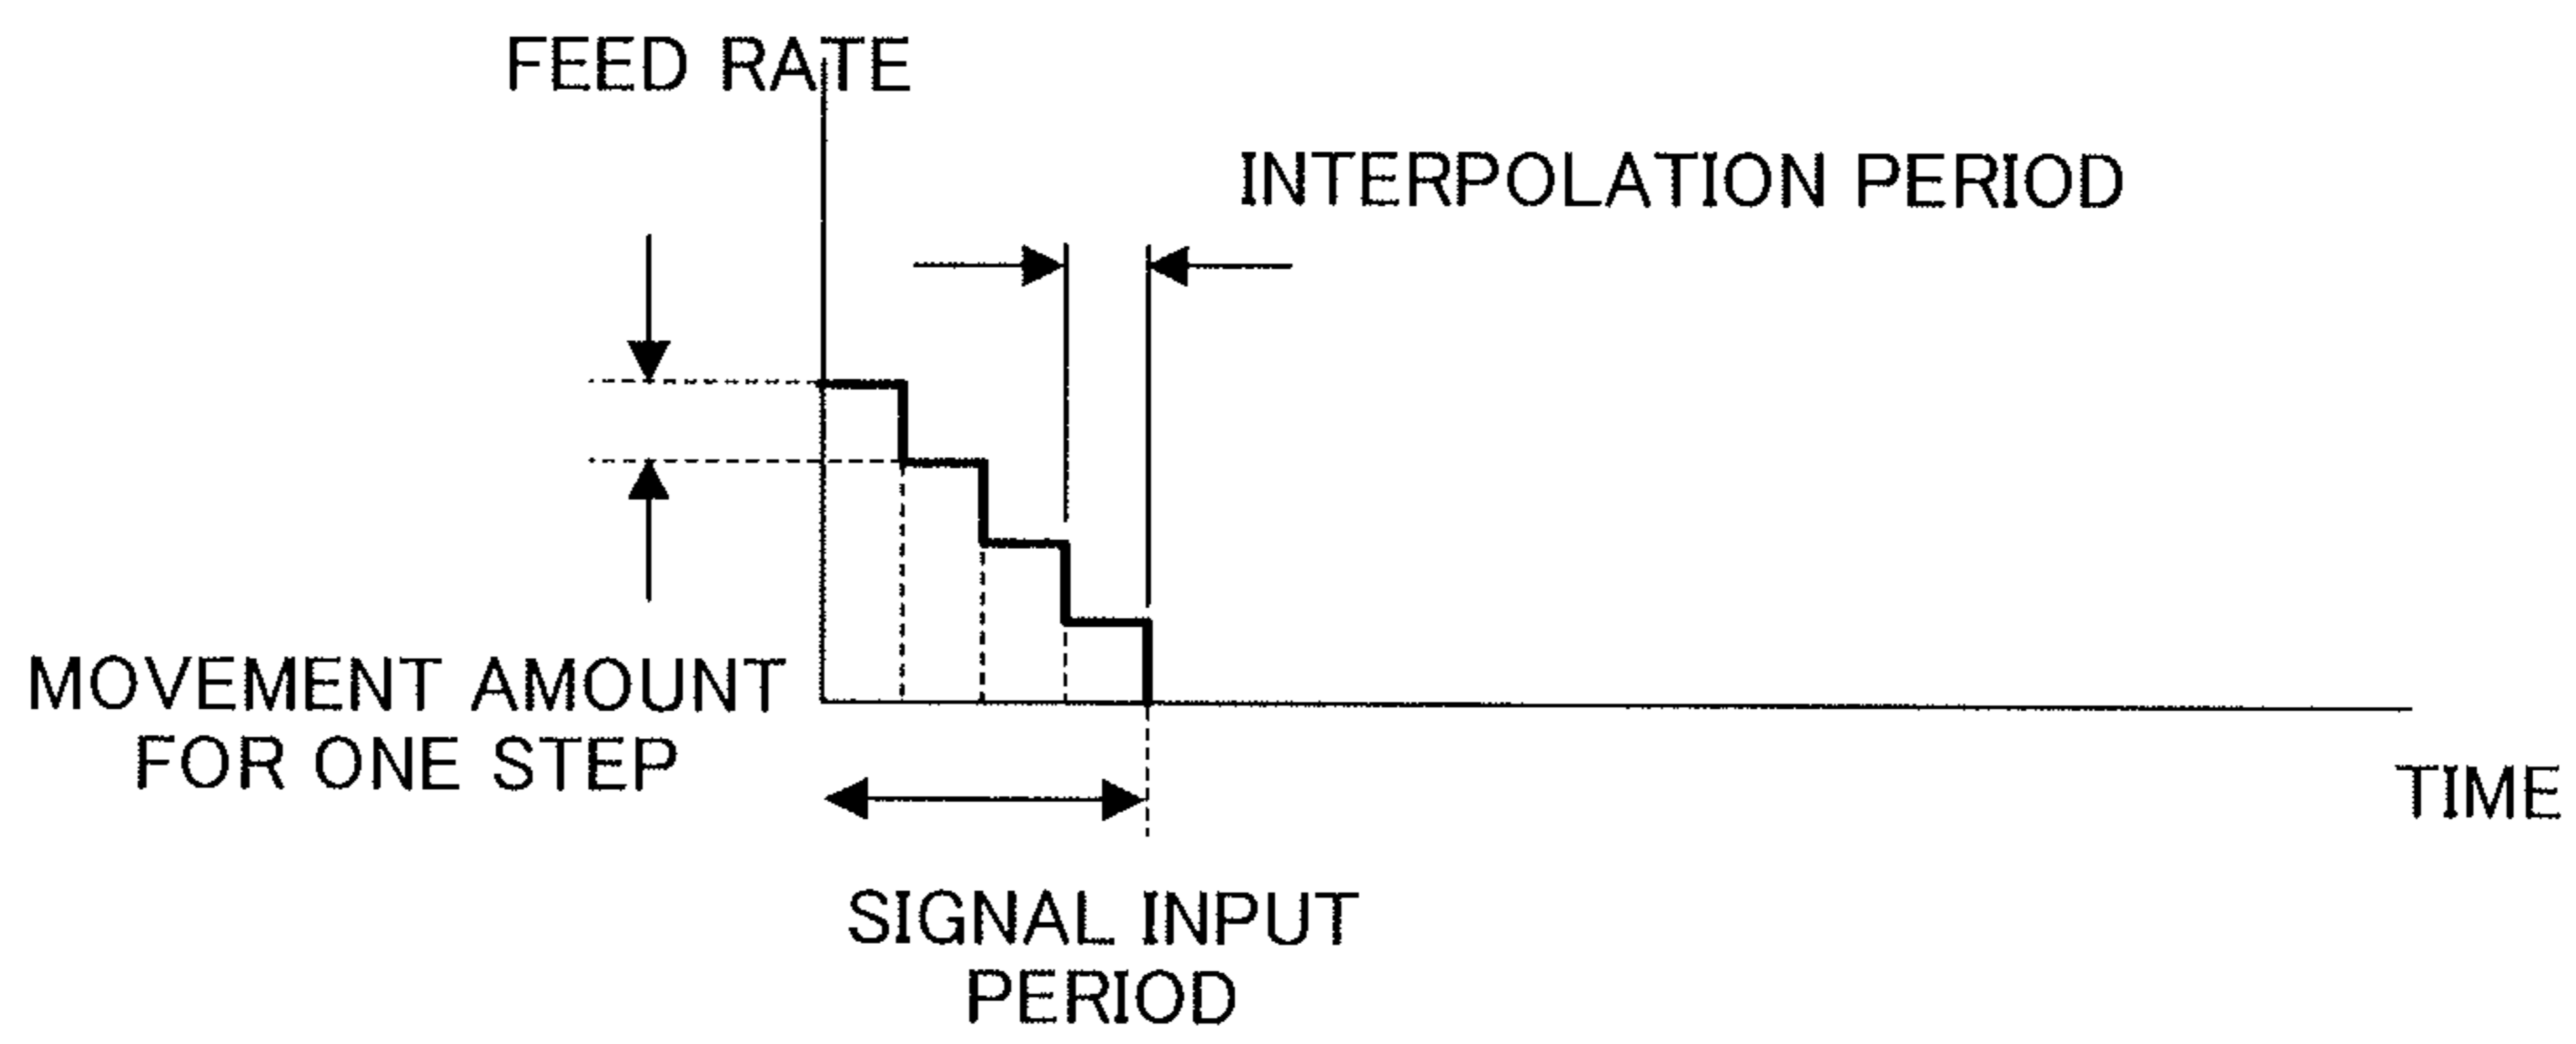 FEED RATE
INTERPOLATION PERIOD
MOVEMENT AMOUNT
FOR ONE STEP
TIME
SIGNAL INPUT
PERIOD